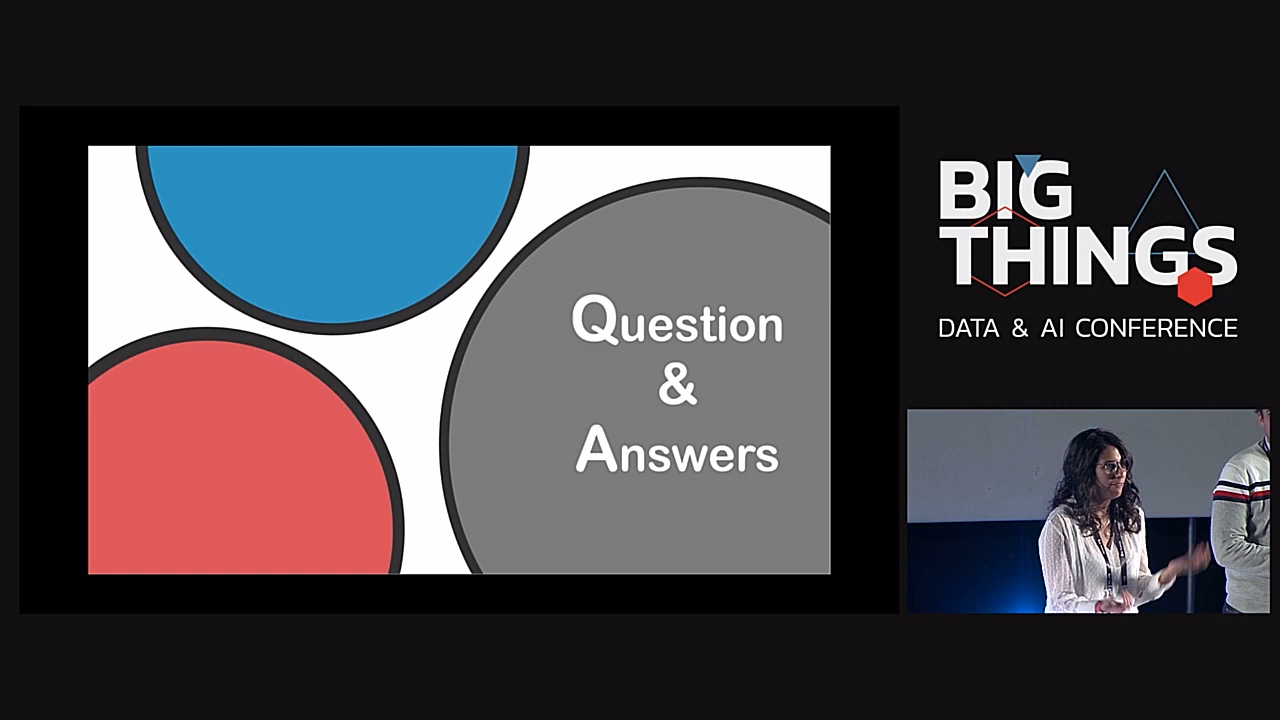 Question
&
Answers
BIG
THINGS
DATA & AI CONFERENCE